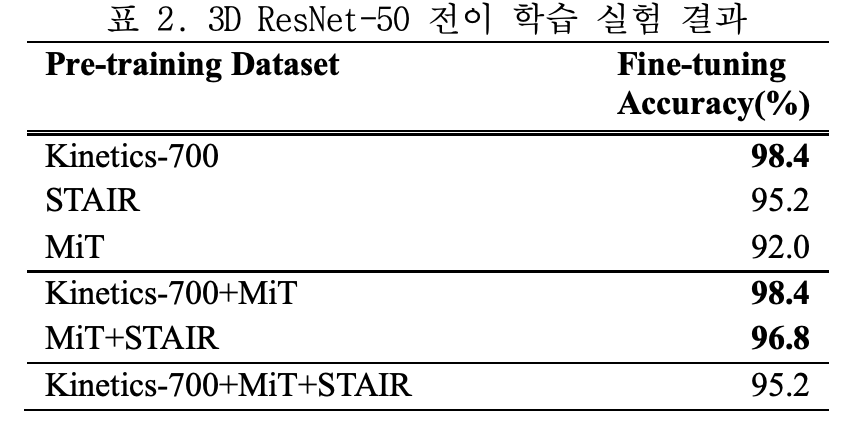 표 2. 3D ResNet-50 전이 학습 실험 결과
Pre-training Dataset Fine-tuning
Accuracy(%)
Kinetics-700 98.4
STAIR 95.2
MiT 92.0
Kinetics-700+MiT 98.4
MiT+STAIR 96.8
Kinetics-700+MiT+STAIR 95.2